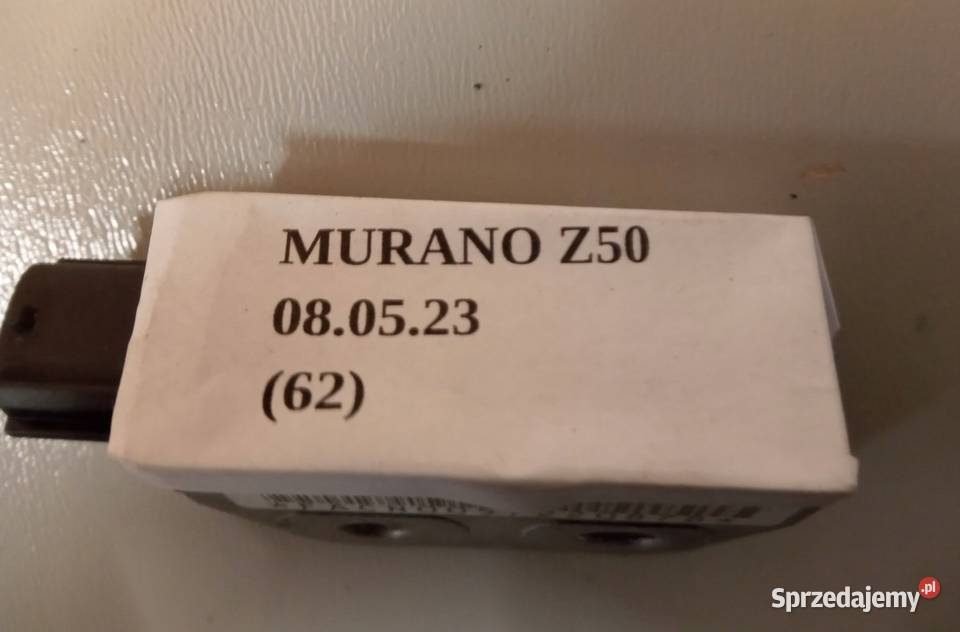 MURANO Z50
08.05.23
(62)
Sprzedajemy.pl